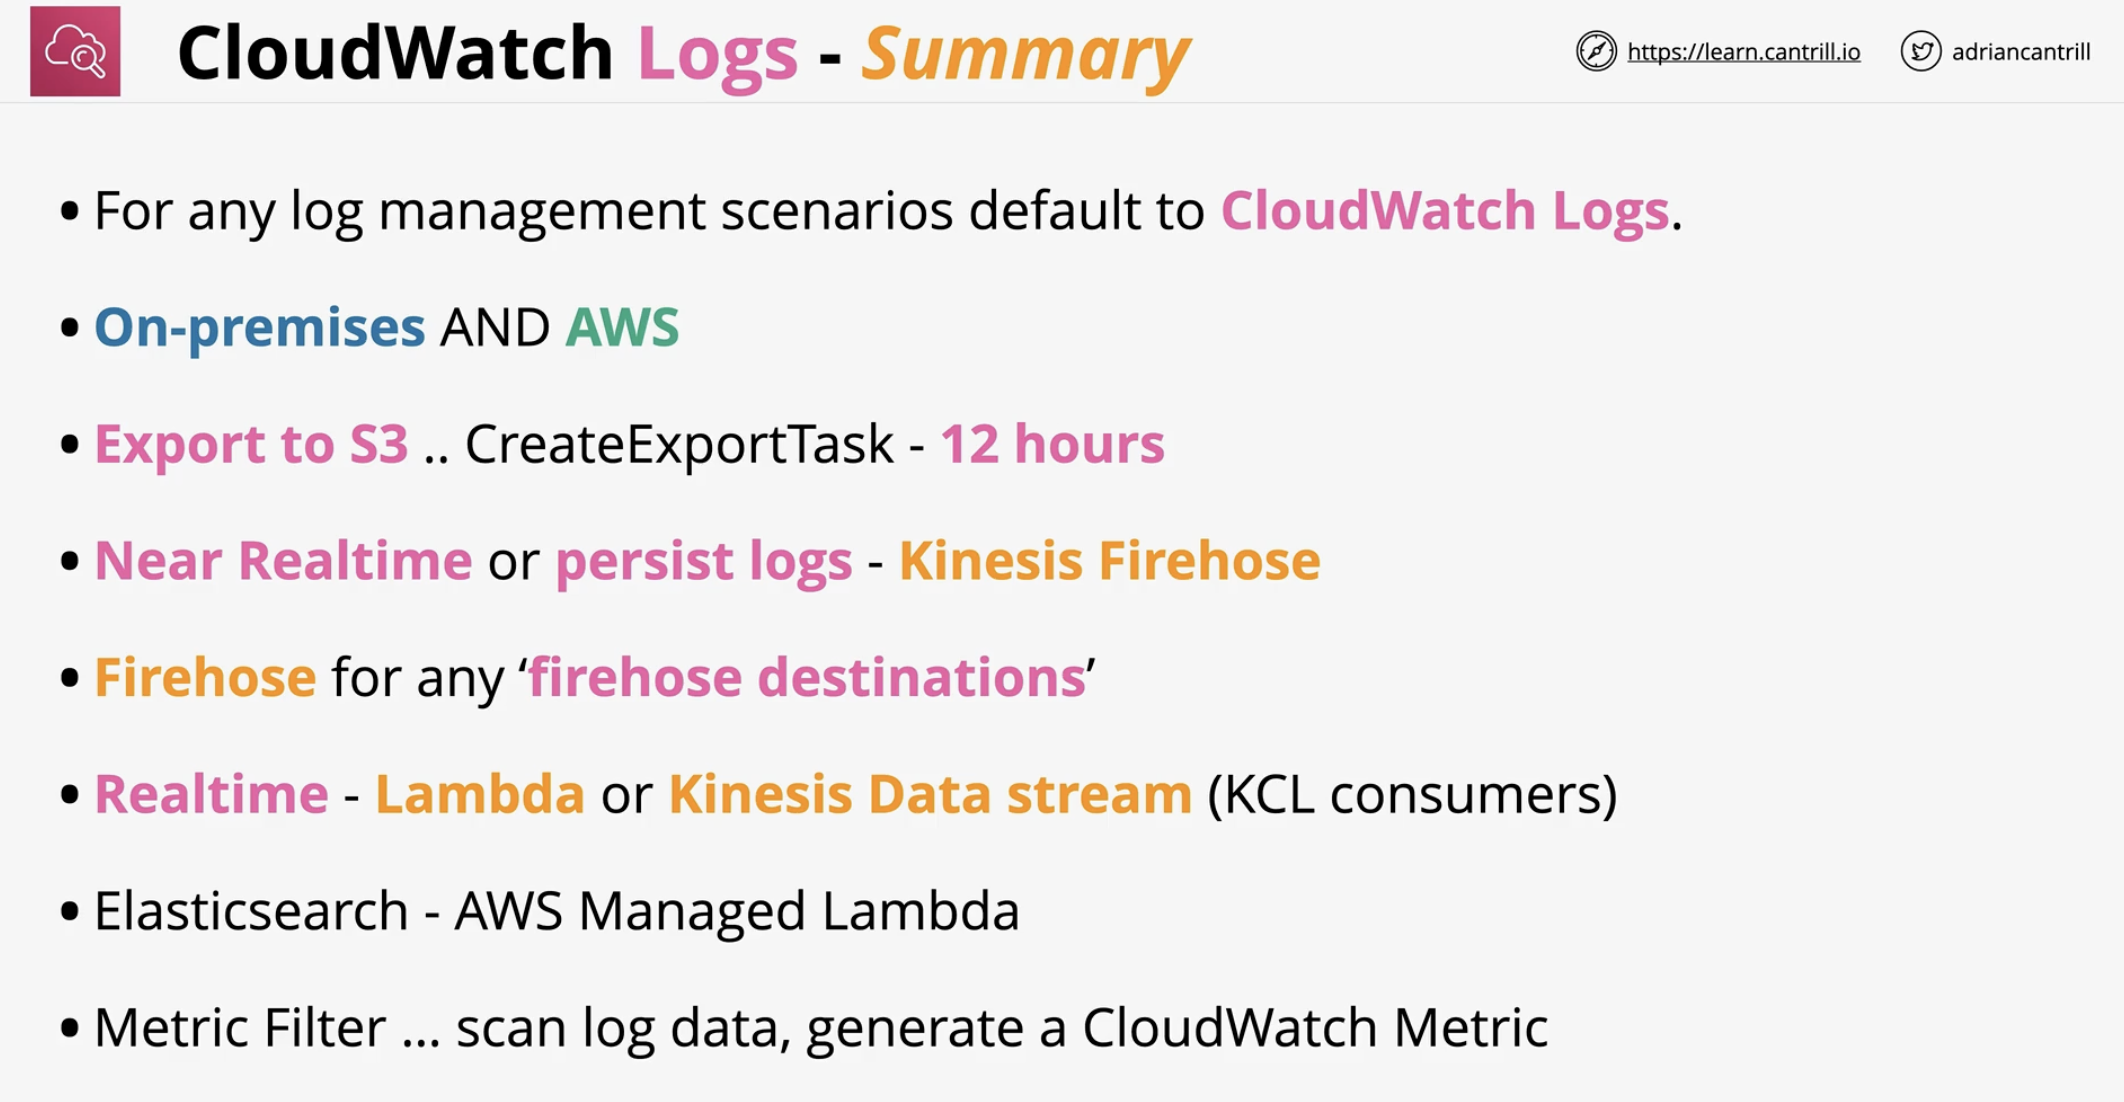 CloudWatch Logs - Summary
https://learn.cantrill.io
adriancantrill
• For any log management scenarios default to CloudWatch Logs.
• On-premises AND AWS
• Export to S3 .. CreateExportTask - 12 hours
• Near Realtime or persist logs - Kinesis Firehose
• Firehose for any ‘firehose destinations’
• Realtime - Lambda or Kinesis Data stream (KCL consumers)
• Elasticsearch - AWS Managed Lambda
• Metric Filter ... scan log data, generate a CloudWatch Metric